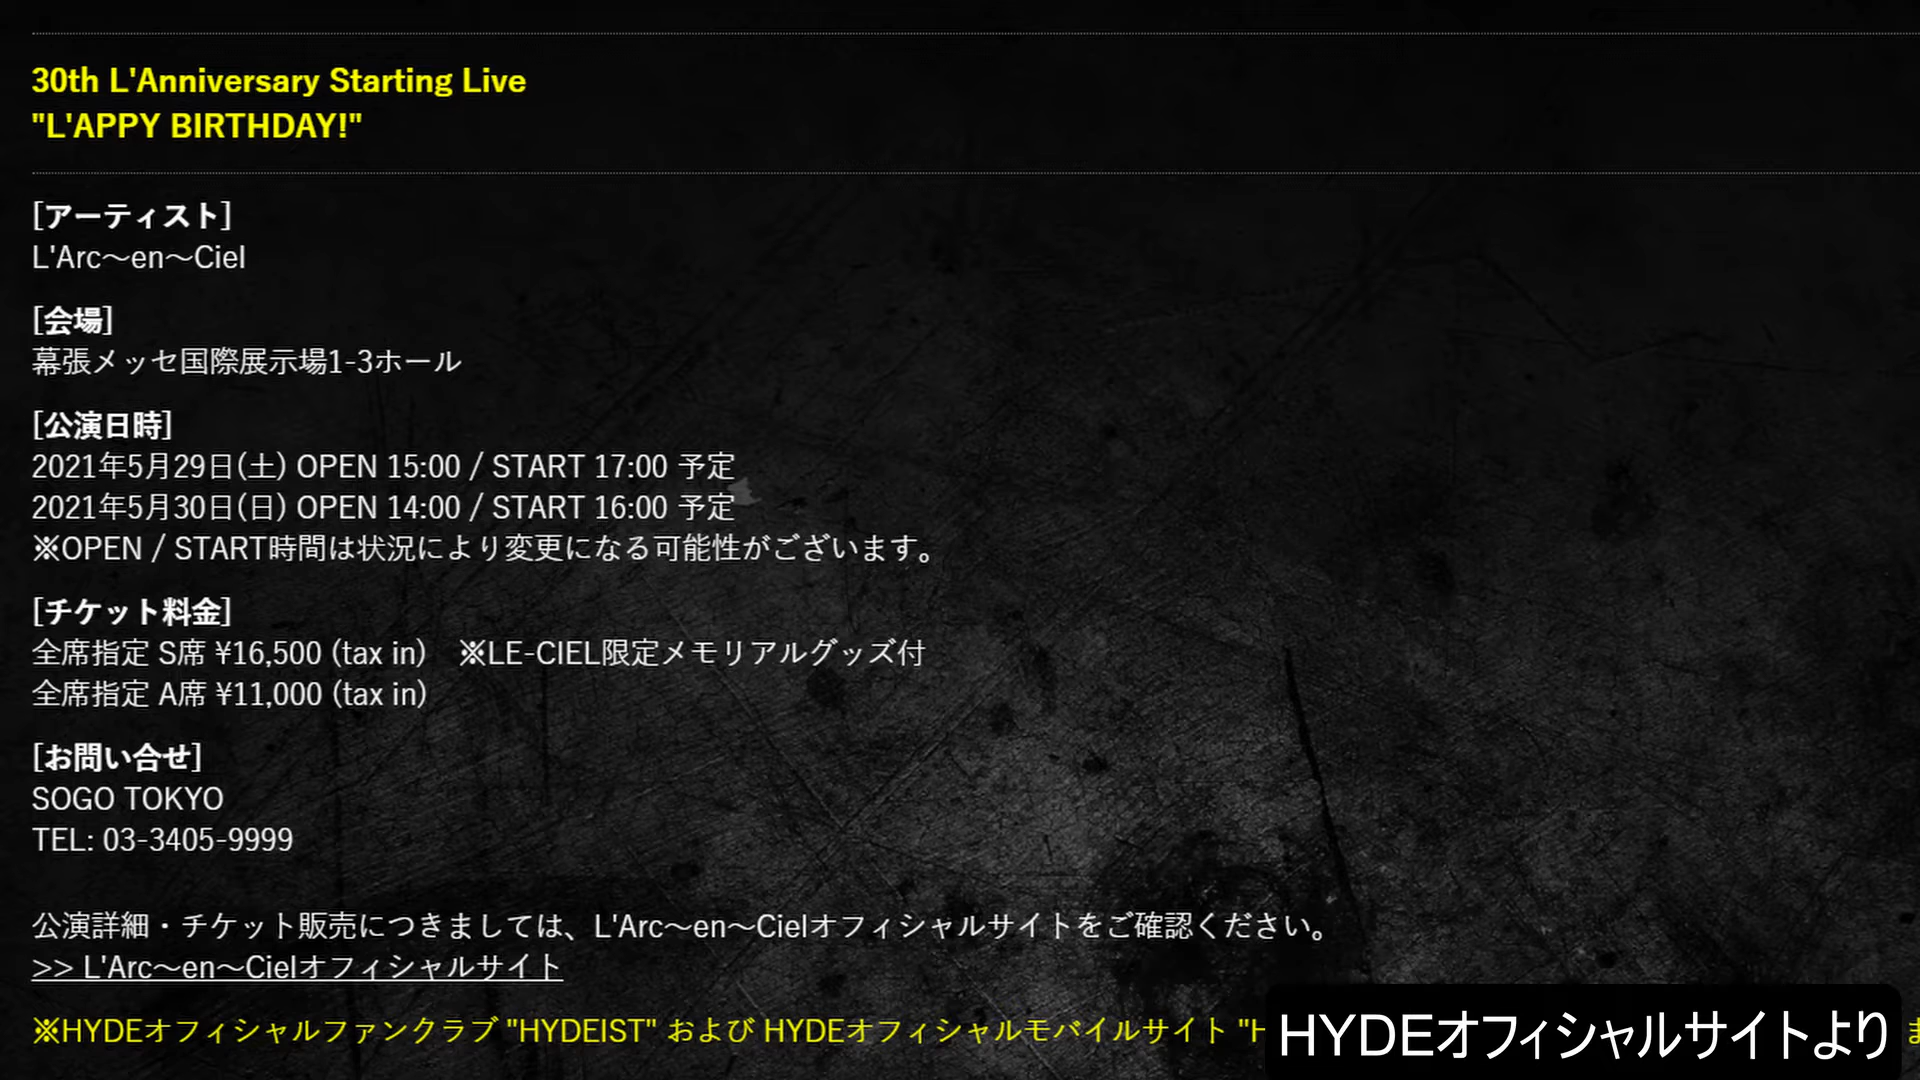 30th L'Anniversary Starting Live
"L'APPY BIRTHDAY!"
[アーティスト]
L'Arc〜en〜Ciel
[会場]
幕張メッセ国際展示場1-3ホール
[公演日時]
2021年5月29日(土) OPEN 15:00 / START 17:00 予定
2021年5月30日(日) OPEN 14:00 / START 16:00 予定
※OPEN / START時間は状況により変更になる可能性がございます。
[チケット料金]
全席指定 S席 ¥16,500 (tax in)　※LE-CIEL限定メモリアルグッズ付
全席指定 A席 ¥11,000 (tax in)
[お問い合せ]
SOGO TOKYO
TEL: 03-3405-9999
公演詳細・チケット販売につきましては、L'Arc〜en〜Cielオフィシャルサイトをご確認ください。
>> L'Arc〜en〜Cielオフィシャルサイト
※HYDEオフィシャルファンクラブ "HYDEIST" および HYDEオフィシャルモバイルサイト "H
HYDEオフィシャルサイトより